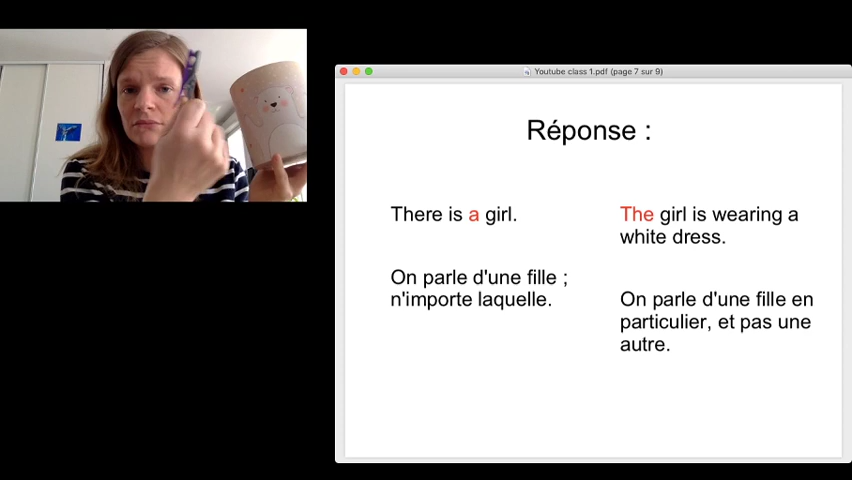 Youtube class 1.pdf (page 7 sur 9)
Réponse :
There is a girl.
On parle d'une fille ;
n'importe laquelle.
The girl is wearing a
white dress.
On parle d'une fille en
particulier, et pas une
autre.